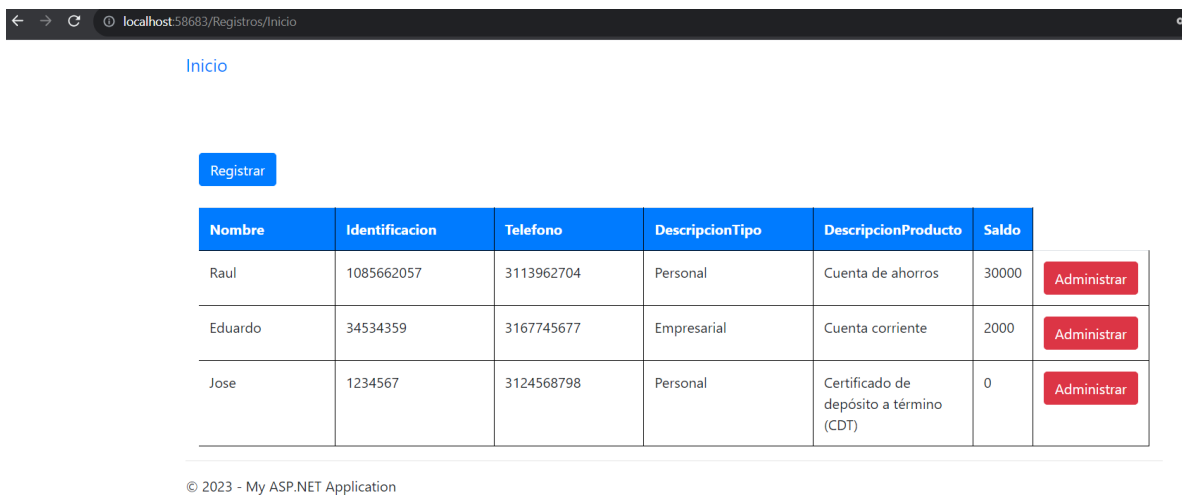 localhost:58683/Registros/Inicio
Inicio
Registrar
Nombre Identificacion Telefono DescripcionTipo DescripcionProducto Saldo
Raul 1085662057 3113962704 Personal Cuenta de ahorros 30000 Administrar
Eduardo 34534359 3167745677 Empresarial Cuenta corriente 2000 Administrar
Jose 1234567 3124568798 Personal Certificado de 0 Administrar
depósito a término
(CDT)
© 2023 - My ASP.NET Application